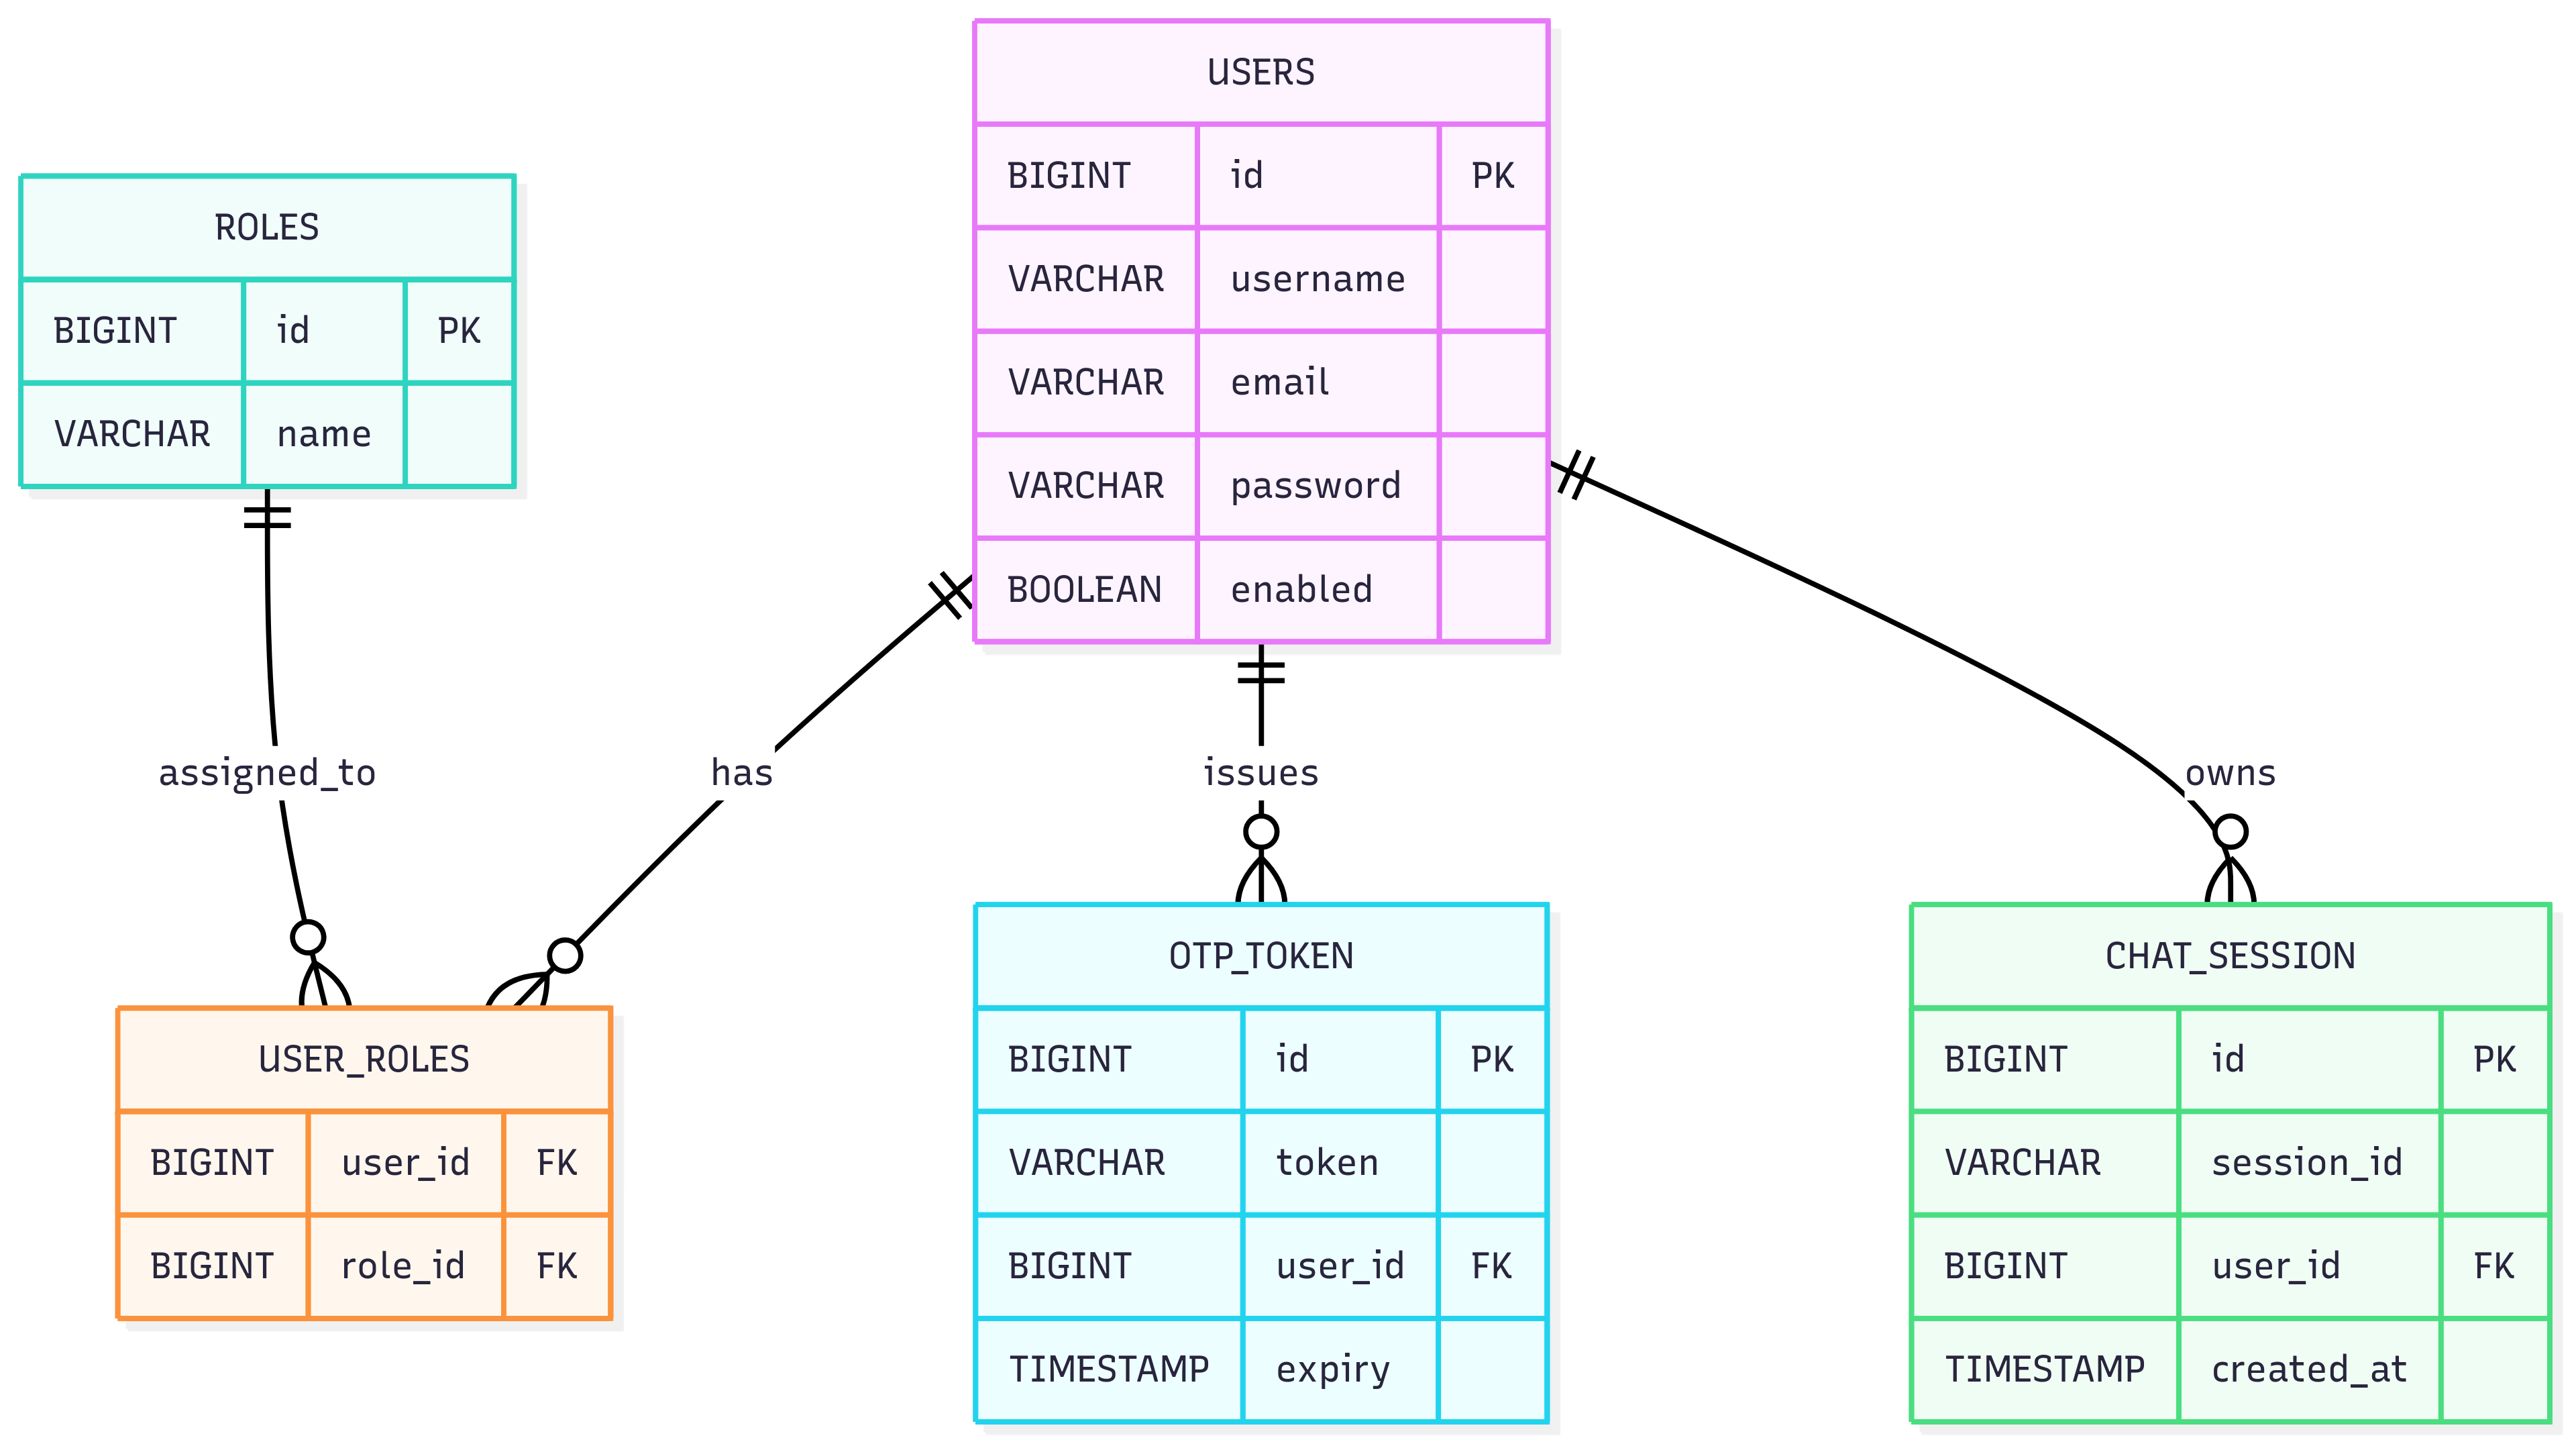 USERS
BIGINT id PK
VARCHAR username
VARCHAR email
VARCHAR password
BOOLEAN enabled
ROLES
BIGINT id PK
VARCHAR name
assigned_to
has
issues
owns
USER_ROLES
BIGINT user_id FK
BIGINT role_id FK
OTP_TOKEN
BIGINT id PK
VARCHAR token
BIGINT user_id FK
TIMESTAMP expiry
CHAT_SESSION
BIGINT id PK
VARCHAR session_id
BIGINT user_id FK
TIMESTAMP created_at